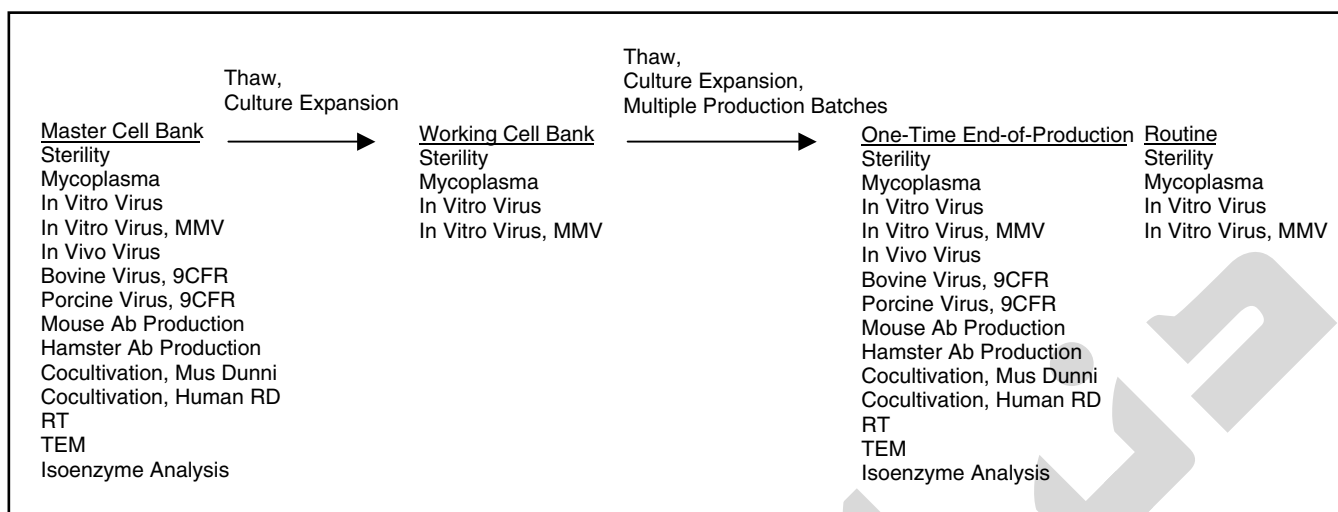 Thaw,
Culture Expansion
Thaw,
Culture Expansion,
Multiple Production Batches
Master Cell Bank
Sterility
Mycoplasma
In Vitro Virus
In Vitro Virus, MMV
In Vivo Virus
Bovine Virus, 9CFR
Porcine Virus, 9CFR
Mouse Ab Production
Hamster Ab Production
Cocultivation, Mus Dunni
Cocultivation, Human RD
RT
TEM
Isoenzyme Analysis
Working Cell Bank
Sterility
Mycoplasma
In Vitro Virus
In Vitro Virus, MMV
One-Time End-of-Production
Sterility
Mycoplasma
In Vitro Virus
In Vitro Virus, MMV
In Vivo Virus
Bovine Virus, 9CFR
Porcine Virus, 9CFR
Mouse Ab Production
Hamster Ab Production
Cocultivation, Mus Dunni
Cocultivation, Human RD
RT
TEM
Isoenzyme Analysis
Routine
Sterility
Mycoplasma
In Vitro Virus
In Vitro Virus, MMV